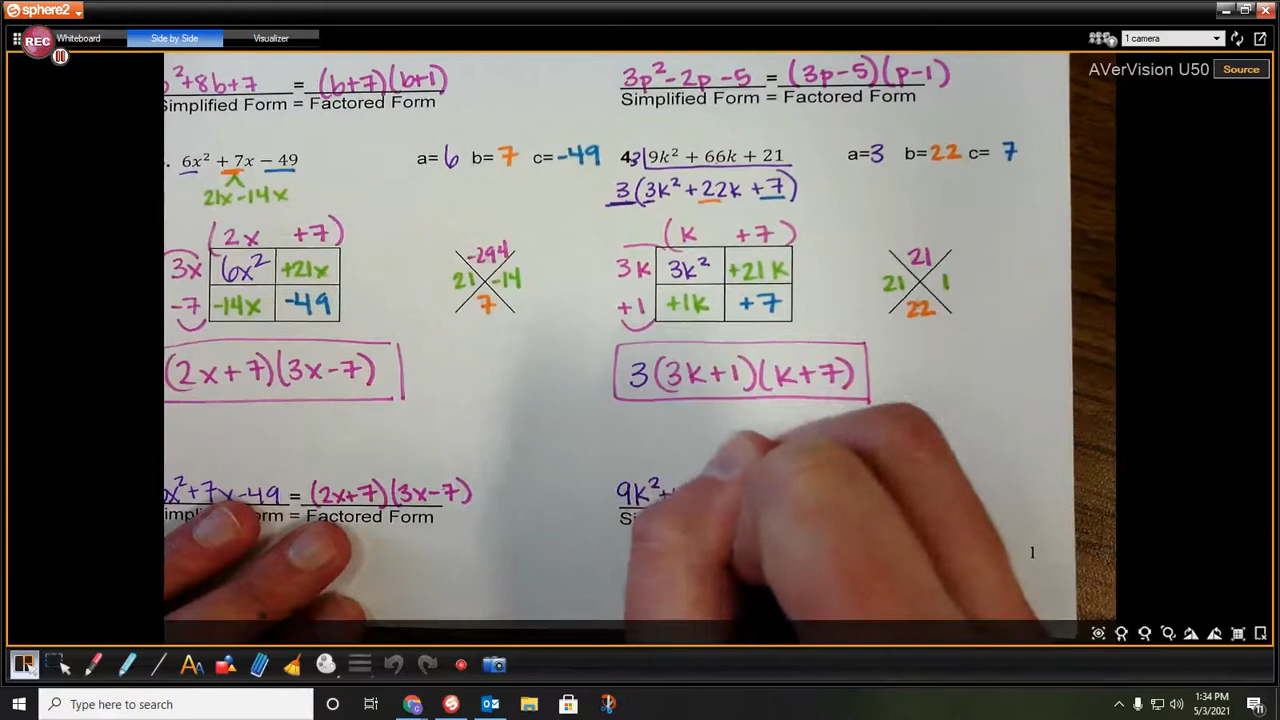 sphere2
REC
Whiteboard
Side by Side
Visualizer
1 camera
AVerVision U50
Source
²+8b+7 = (b+7)(b+1)
Simplified Form = Factored Form
3p²-2p-5 = (3p-5)(p-1)
Simplified Form = Factored Form
6x² + 7x - 49
a=6 b=7 c=-49
21x-14x
(2x +7)
3x 6x² +21x
-7 -14x -49
-294
21 -14
7
(2x+7)(3x-7)
x²+7x-49 = (2x+7)(3x-7)
Form = Factored Form
4. 3 9k² + 66k + 21
a=3 b=22 c= 7
3(3k²+22k+7)
(k +7)
3k 3k² +21k
+1 +1k +7
21
21 1
22
3(3k+1)(k+7)
9k²+
1
Type here to search
1:34 PM
5/3/2021
11